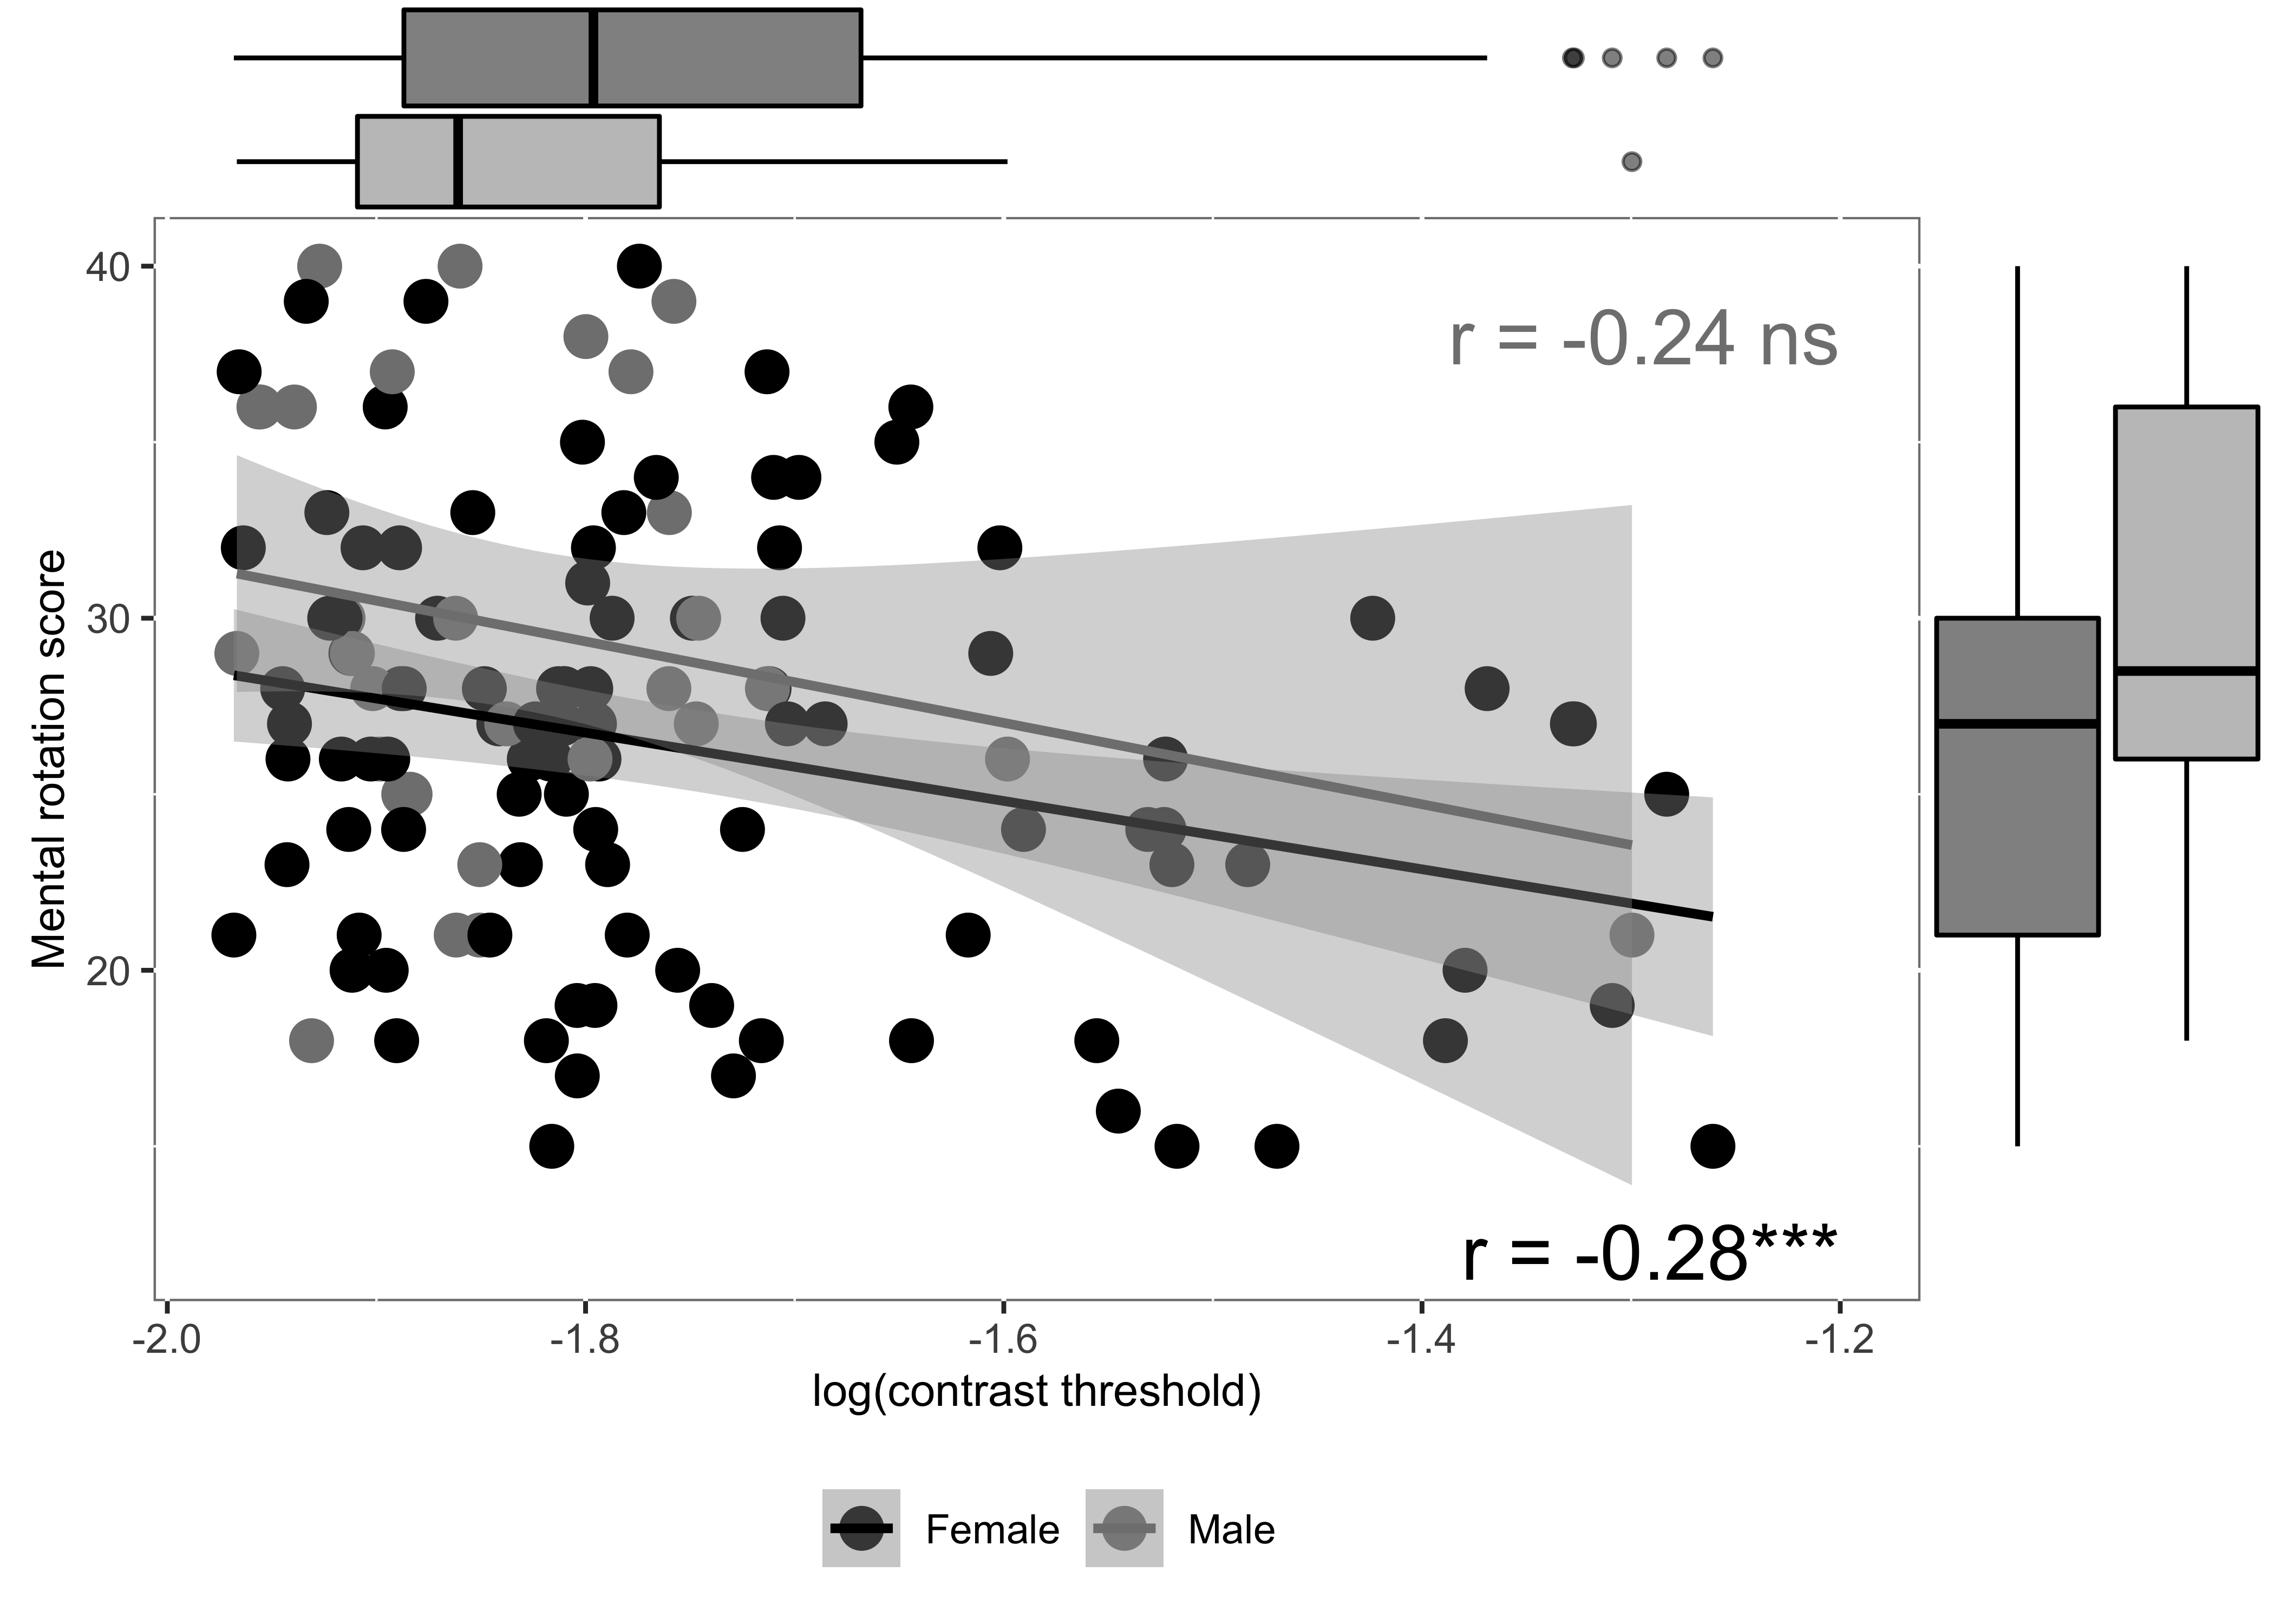 40
r = -0.24 ns
30
Mental rotation score
20
r = -0.28***
-2.0 -1.8 -1.6 -1.4 -1.2
log(contrast threshold)
Female Male